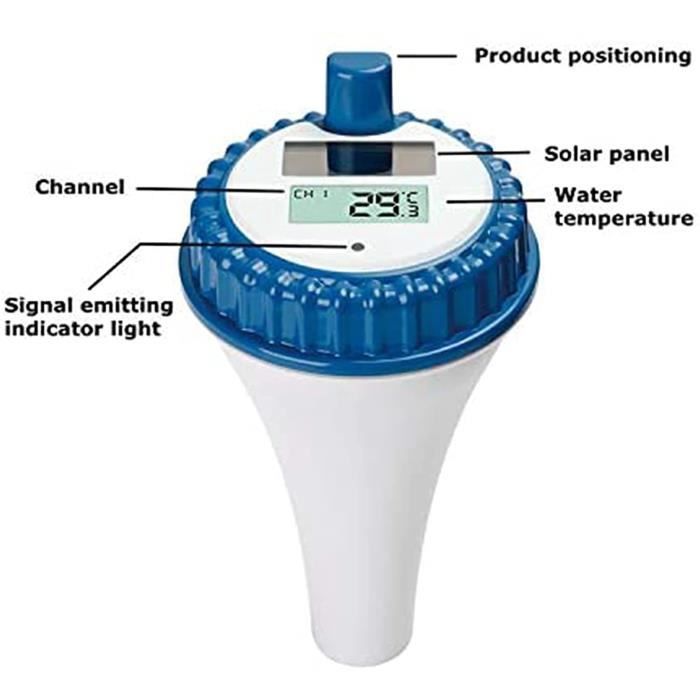 Product positioning
Solar panel
Channel
CH 1
29.3°C
Water
temperature
Signal emitting
indicator light